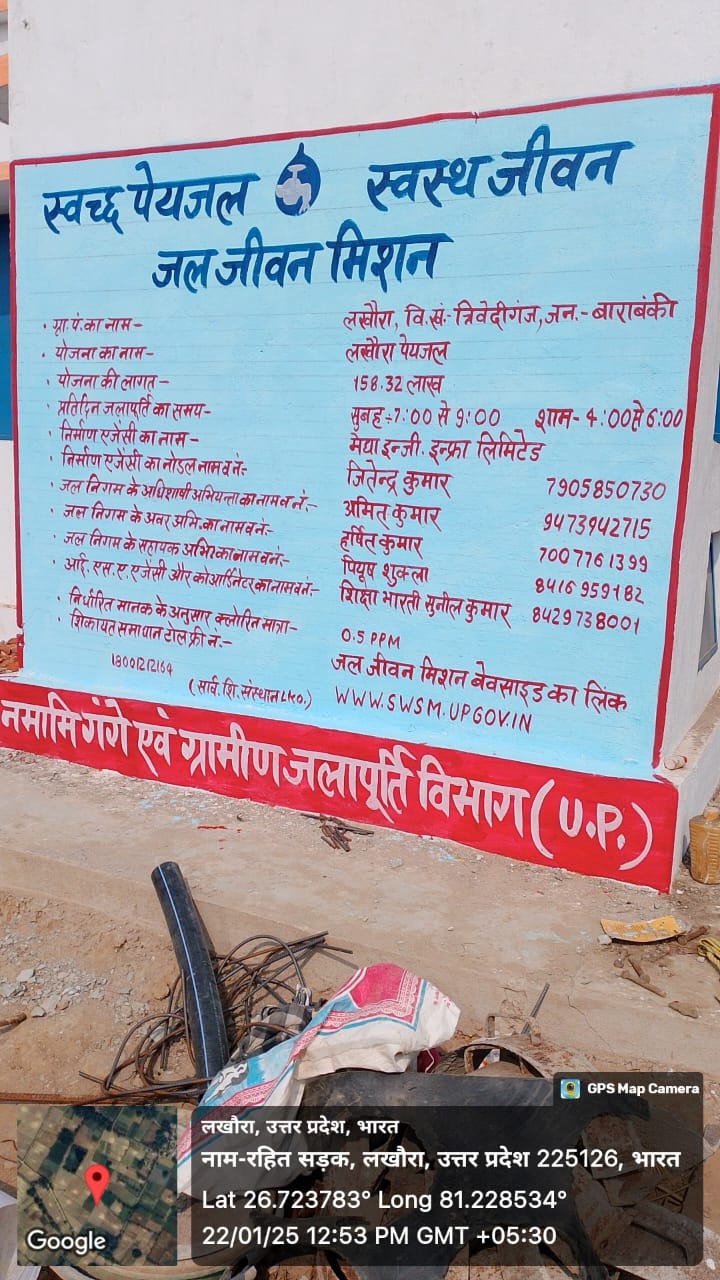 स्वच्छ पेयजल स्वस्थ जीवन
जल जीवन मिशन
· ग्रा.पं.का नाम- लखौरा, वि.खं:- त्रिवेदीगंज, जन.- बाराबंकी
· योजना का नाम- लखौरा पेयजल
· योजना की लागत- 158.32 लाख
· प्रतिदिन जलापूर्ति का समय- सुबह ÷ 7:00 से 9:00 शाम- 4:00 से 6:00
· निर्माण एजेंसी का नाम- मेघा इन्जी. इन्फ्रा लिमिटेड
· निर्माण एजेंसी का नोडल नाम व नं:- जितेन्द्र कुमार 7905850730
· जल निगम के अधिशाषी अभियन्ता का नाम व नं:- अमित कुमार 9473942715
· जल निगम के अवर अभि. का नाम व नं:- हर्षित कुमार 7007761399
· जल निगम के सहायक अभि. का नाम व नं:- पियूष शुक्ला 8416959182
· आई. एस. ए. एजेंसी और कोआर्डिनेटर का नाम व नं:- शिक्षा भारती सुनील कुमार 8429738001
· निर्धारित मानक के अनुसार क्लोरिन मात्रा- 0.5 PPM
· शिकायत समाधान टोल फ्री नं:- जल जीवन मिशन बेवसाइड का लिंक
18001212164
(सार्व. शि. संस्थान Lko.) WWW.SWSM.UPGOV.IN
नमामि गंगे एवं ग्रामीण जलापूर्ति विभाग (U.P.)
GPS Map Camera
लखौरा, उत्तर प्रदेश, भारत
नाम-रहित सड़क, लखौरा, उत्तर प्रदेश 225126, भारत
Lat 26.723783° Long 81.228534°
22/01/25 12:53 PM GMT +05:30
Google